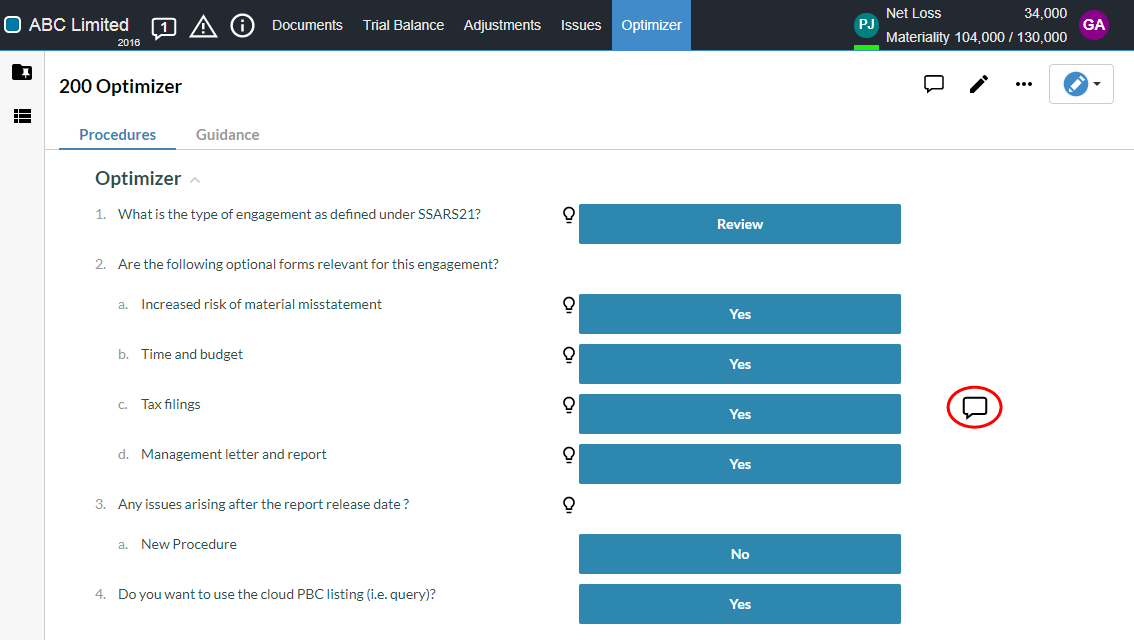 ABC Limited
2016
1
Documents
Trial Balance
Adjustments
Issues
Optimizer
PJ
Net Loss 34,000
Materiality 104,000 / 130,000
GA
200 Optimizer
Procedures
Guidance
Optimizer
1. What is the type of engagement as defined under SSARS21?
Review
2. Are the following optional forms relevant for this engagement?
a. Increased risk of material misstatement
Yes
b. Time and budget
Yes
c. Tax filings
Yes
d. Management letter and report
Yes
3. Any issues arising after the report release date ?
a. New Procedure
No
4. Do you want to use the cloud PBC listing (i.e. query)?
Yes